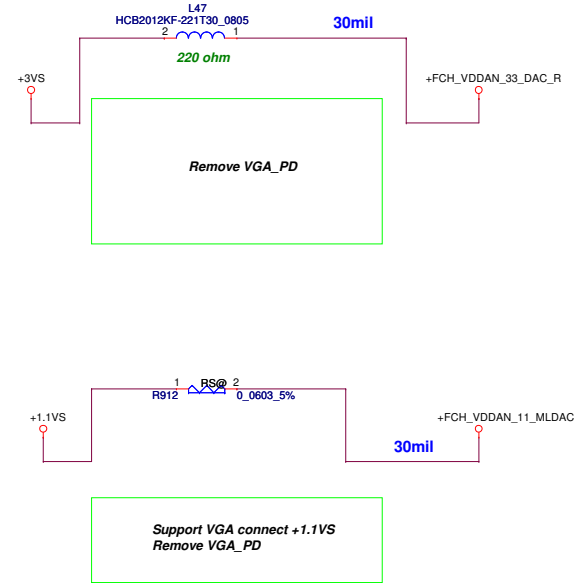 L47
HCB2012KF-221T30_0805
2
1
30mil
220 ohm
+3VS
+FCH_VDDAN_33_DAC_R
Remove VGA_PD
1
RS@
2
R912
0_0603_5%
+1.1VS
+FCH_VDDAN_11_MLDAC
30mil
Support VGA connect +1.1VS
Remove VGA_PD